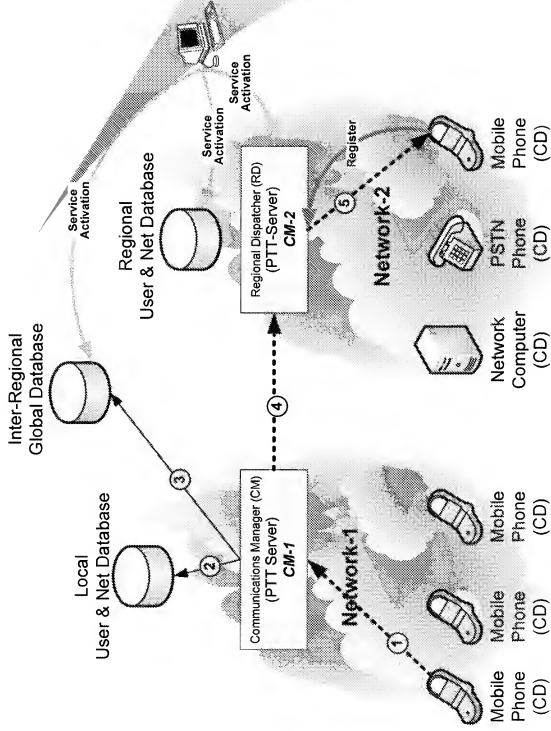 Inter-Regional
Global Database
Local
User & Net Database
Regional
User & Net Database
Service
Activation
Service
Activation
Service
Activation
3
2
Communications Manager (CM)
(PTT Server)
CM-1
4
Regional Dispatcher (RD)
(PTT-Server)
CM-2
Register
5
1
Network-1
Network-2
Mobile
Phone
(CD)
Mobile
Phone
(CD)
Mobile
Phone
(CD)
Network
Computer
(CD)
PSTN
Phone
(CD)
Mobile
Phone
(CD)